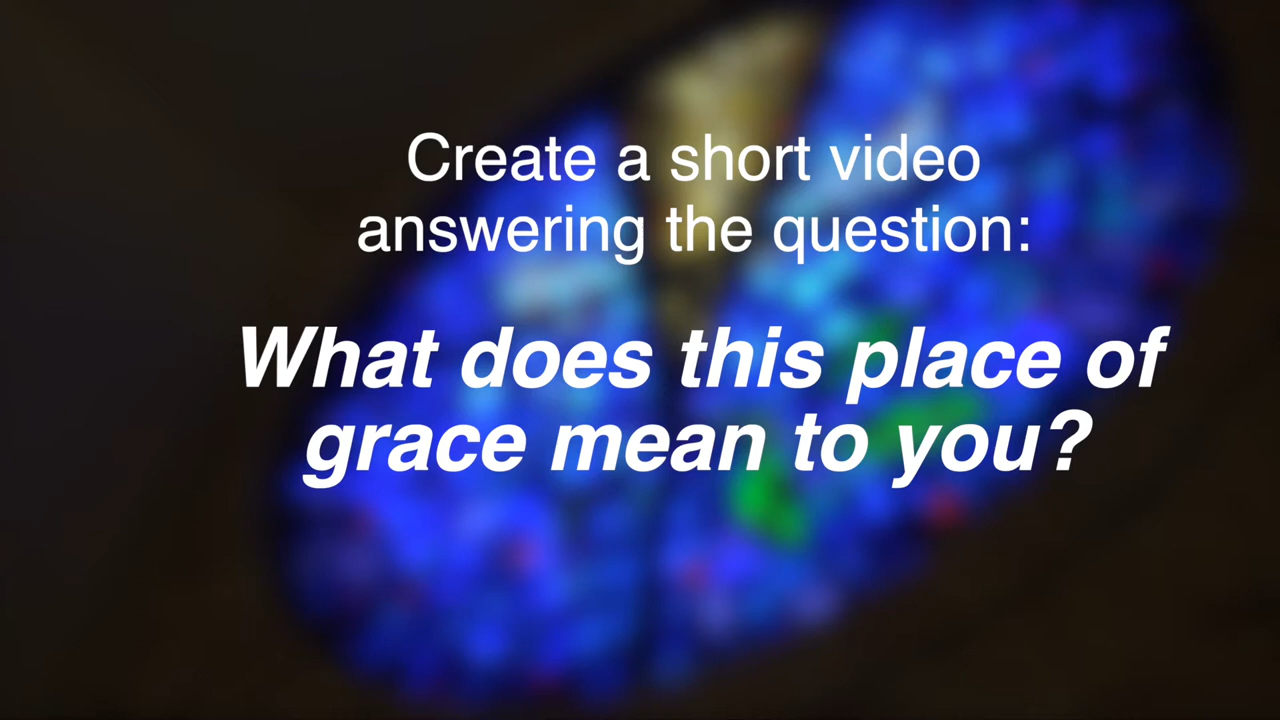 Create a short video
answering the question:
What does this place of
grace mean to you?